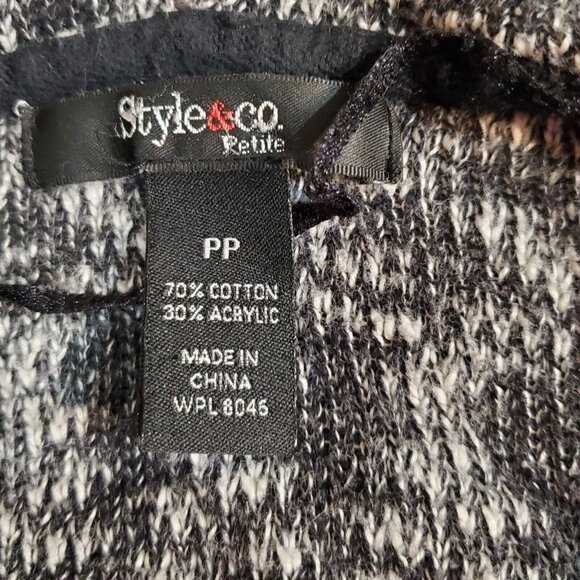 Style&co.
Petite
PP
70% COTTON
30% ACRYLIC
MADE IN
CHINA
WPL 8046